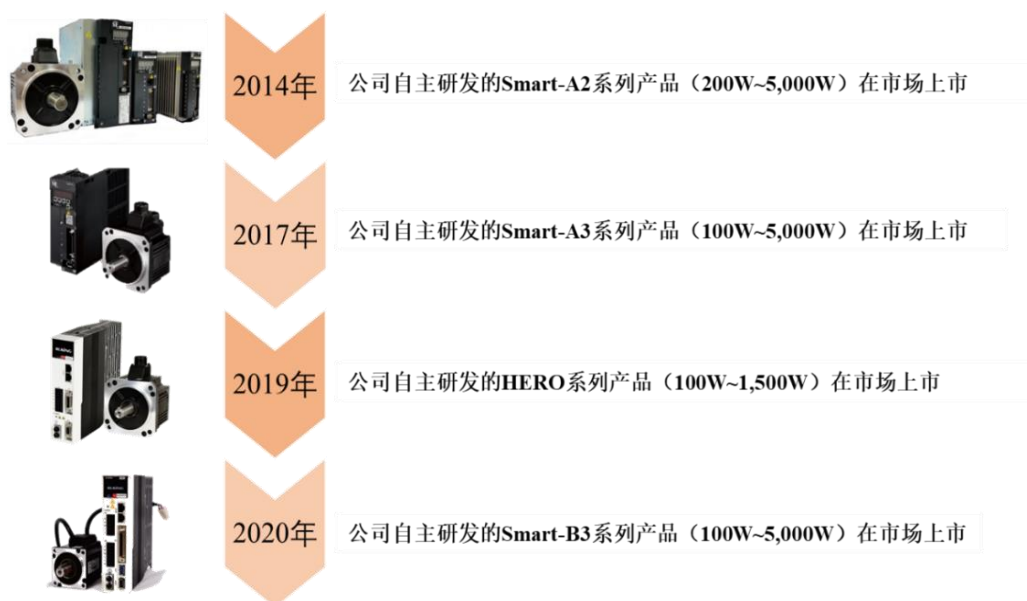 2014年
公司自主研发的Smart-A2系列产品（200W~5,000W）在市场上市
2017年
公司自主研发的Smart-A3系列产品（100W~5,000W）在市场上市
2019年
公司自主研发的HERO系列产品（100W~1,500W）在市场上市
2020年
公司自主研发的Smart-B3系列产品（100W~5,000W）在市场上市